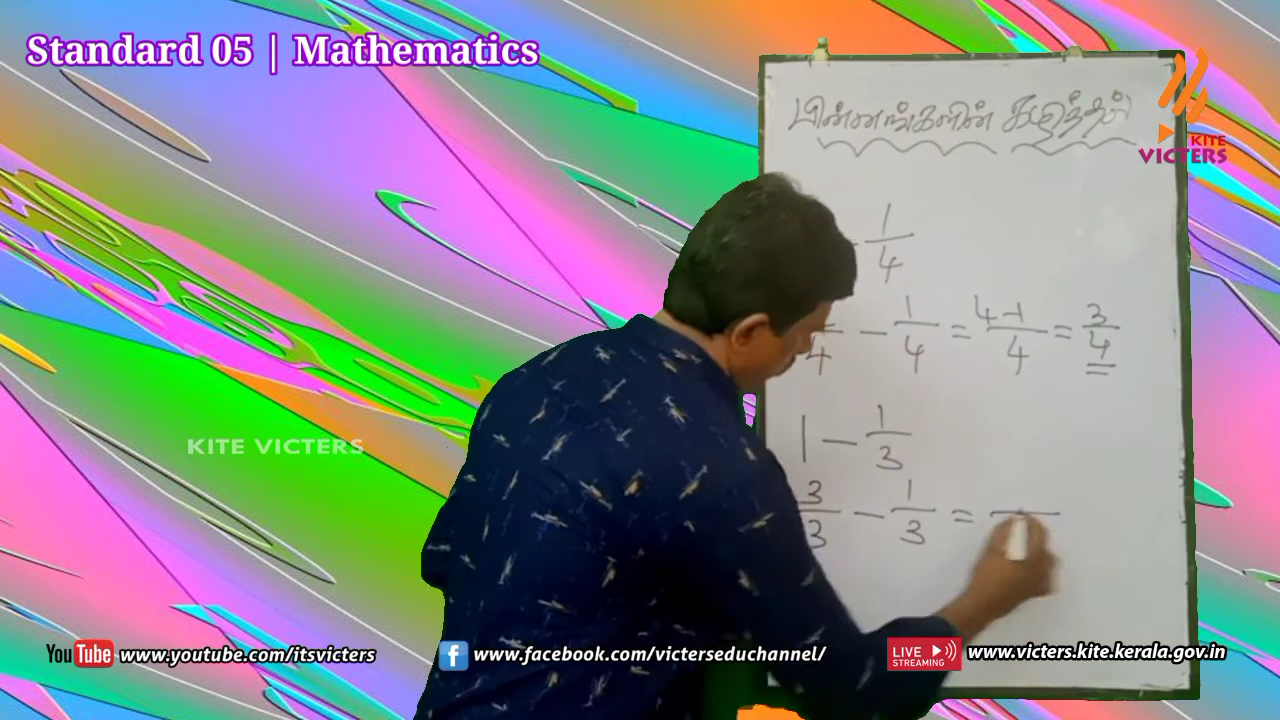 Standard 05 | Mathematics
பின்னங்களின் கழித்தல்
KITE
VICTERS
1/4
/4 - 1/4 = 4-1/4 = 3/4
1 - 1/3
3/3 - 1/3 =
KITE VICTERS
You Tube www.youtube.com/itsvicters
f www.facebook.com/victerseduchannel/
LIVE STREAMING www.victers.kite.kerala.gov.in